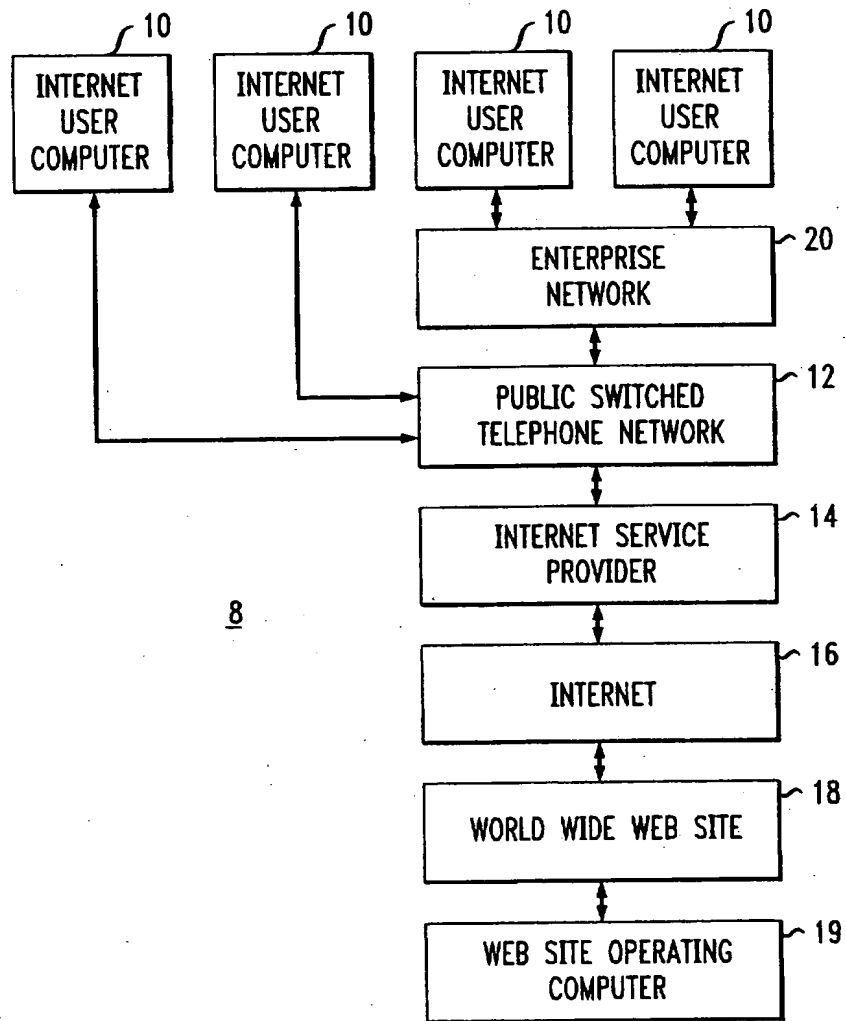 10 10 10 10
INTERNET USER COMPUTER
INTERNET USER COMPUTER
INTERNET USER COMPUTER
INTERNET USER COMPUTER
20
ENTERPRISE
NETWORK
12
PUBLIC SWITCHED
TELEPHONE NETWORK
14
INTERNET SERVICE
PROVIDER
8
16
INTERNET
18
WORLD WIDE WEB SITE
19
WEB SITE OPERATING
COMPUTER